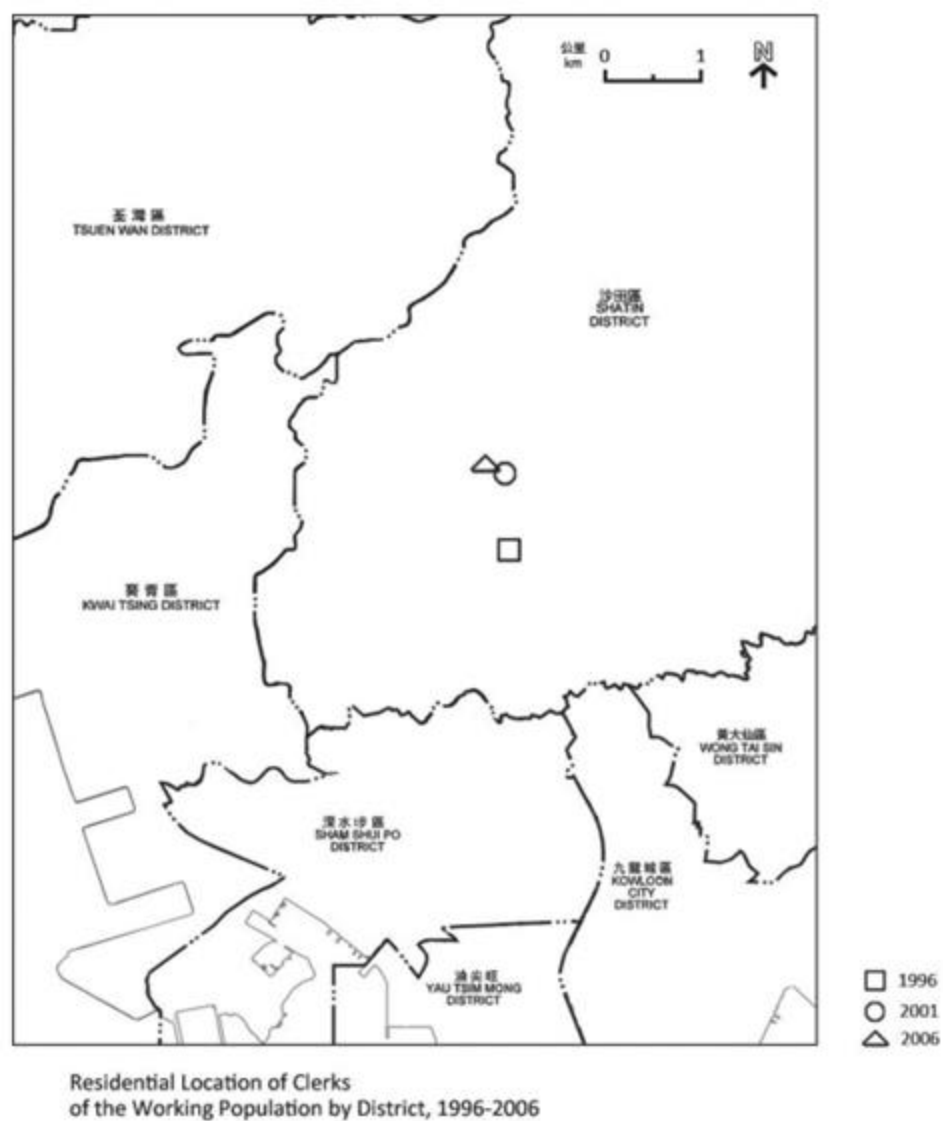 公里
km
0
1
N
荃灣區
TSUEN WAN DISTRICT
沙田區
SHATIN
DISTRICT
葵青區
KWAI TSING DISTRICT
黃大仙區
WONG TAI SIN
DISTRICT
深水埗區
SHAM SHUI PO
DISTRICT
九龍城區
KOWLOON
CITY
DISTRICT
油尖旺
YAU TSIM MONG
DISTRICT
1996
2001
2006
Residential Location of Clerks
of the Working Population by District, 1996-2006